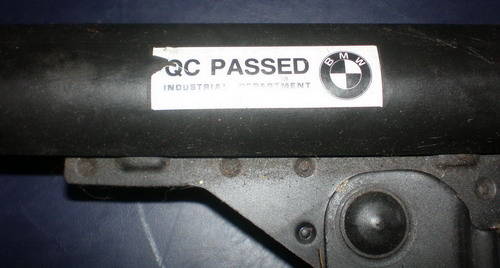 QC PASSED
INDUSTRIAL DEPARTMENT
BMW